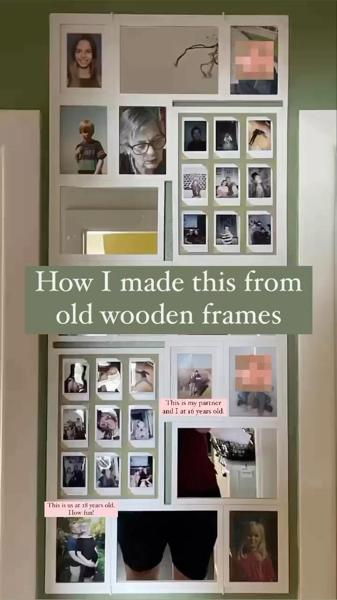 How I made this from
old wooden frames
This is my partner
and I at 16 years old.
This is us at 18 years old.
How fun!